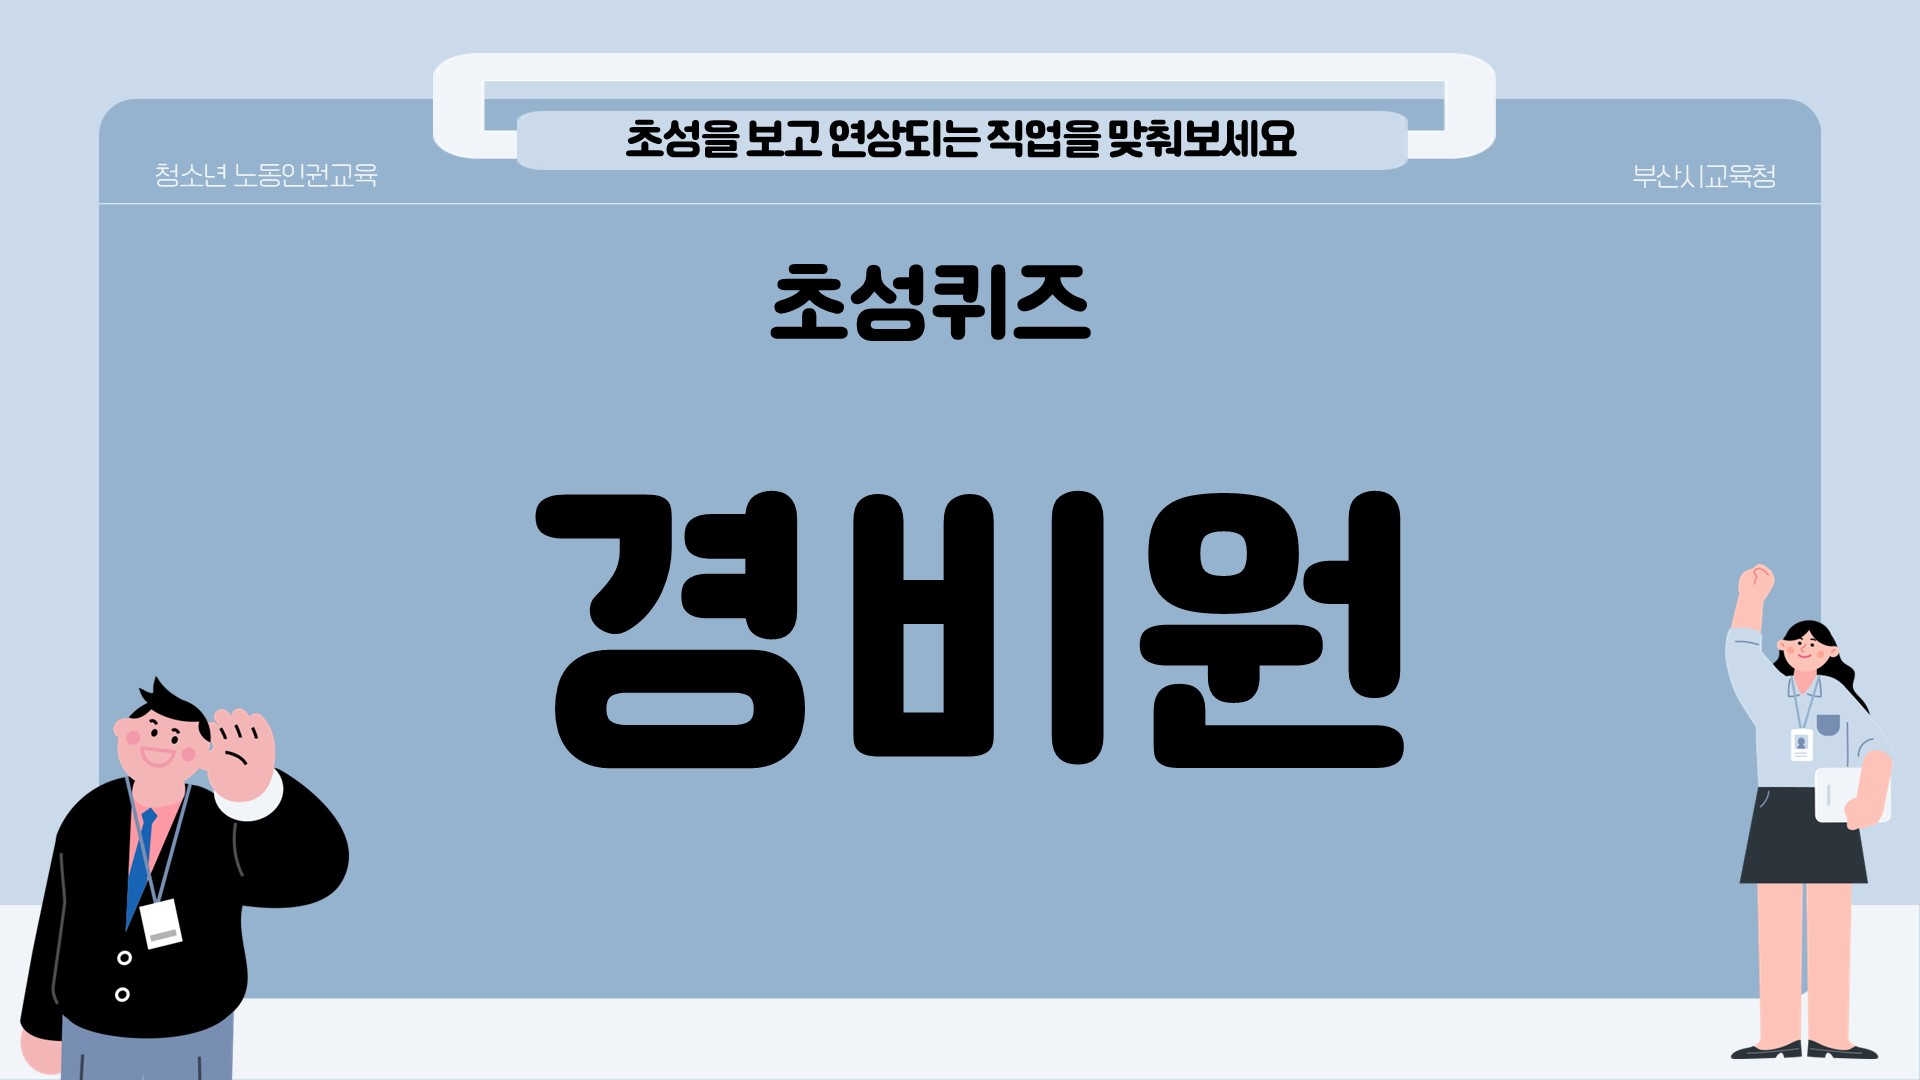 초성을 보고 연상되는 직업을 맞춰보세요
청소년 노동인권교육
부산시교육청
초성퀴즈
경비원